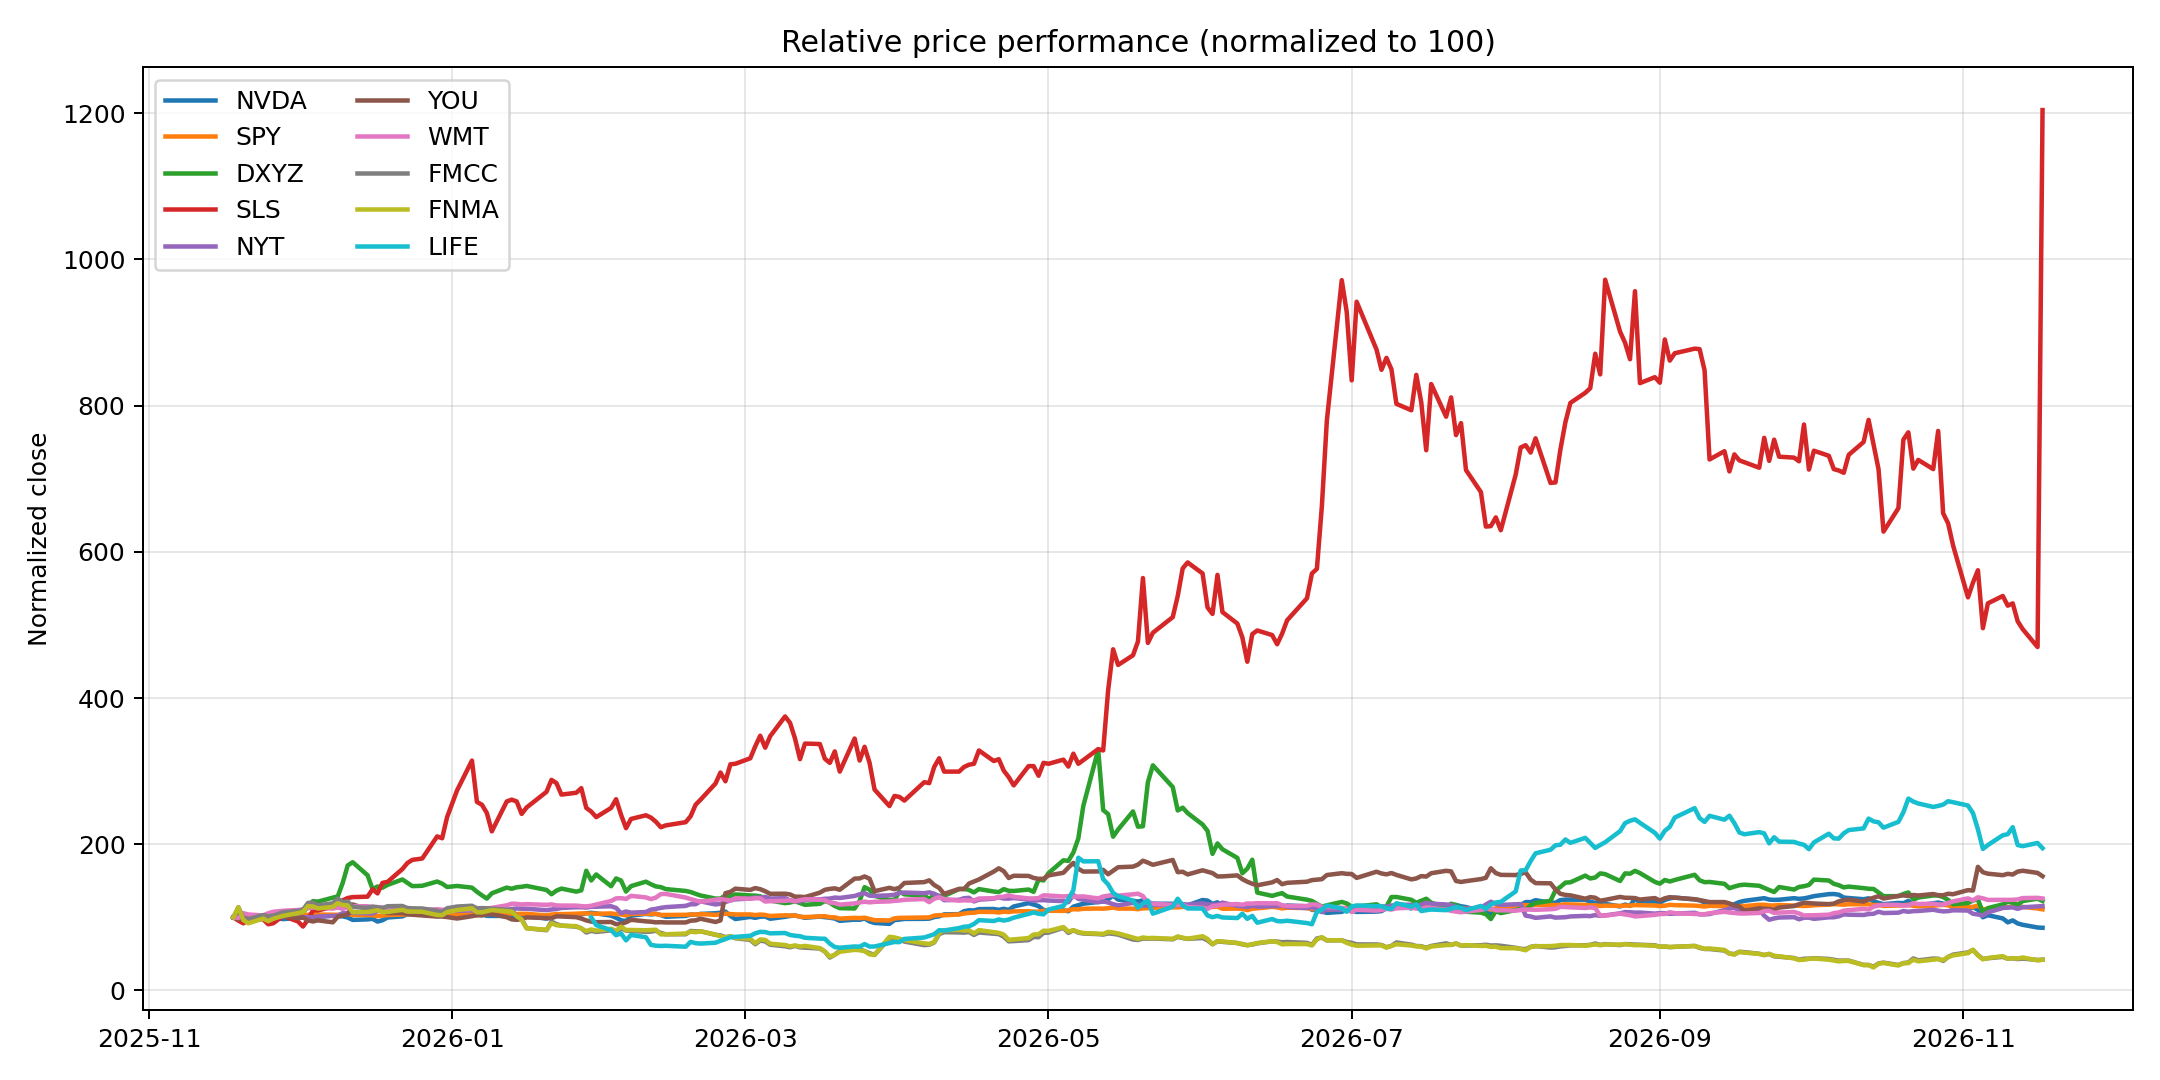 Relative price performance (normalized to 100)
Normalized close
1200
1000
800
600
400
200
0
NVDA
SPY
DXYZ
SLS
NYT
YOU
WMT
FMCC
FNMA
LIFE
2025-11
2026-01
2026-03
2026-05
2026-07
2026-09
2026-11